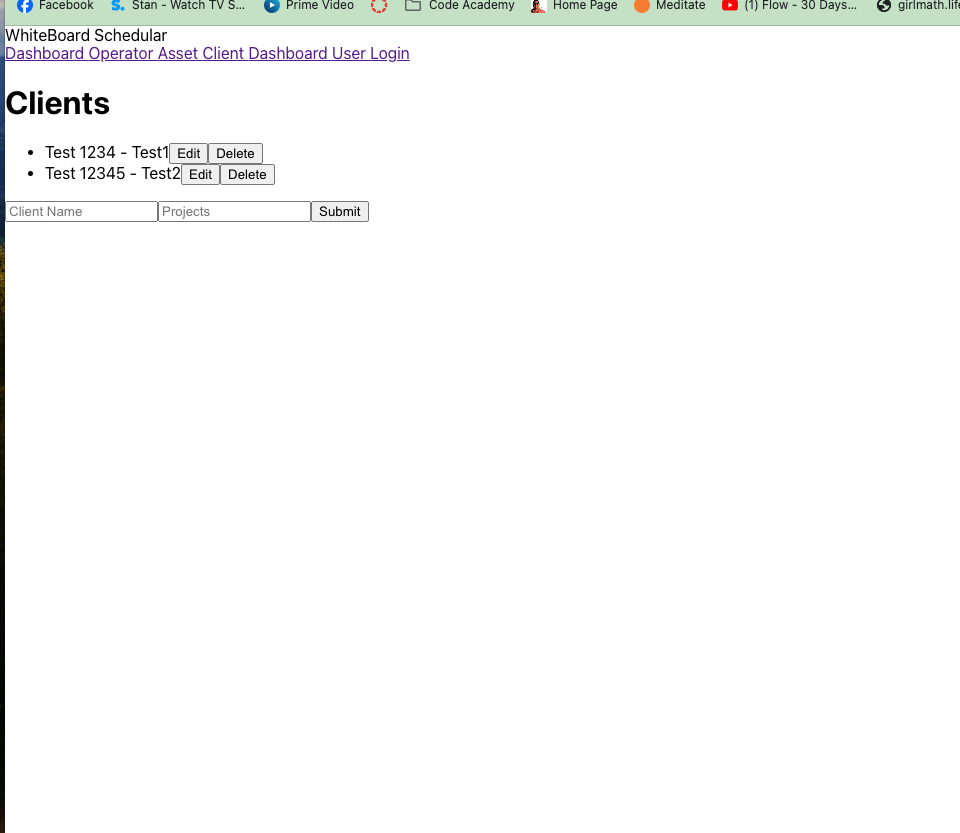 Facebook Stan - Watch TV S... Prime Video Code Academy Home Page Meditate (1) Flow - 30 Days... girlmath.life
WhiteBoard Schedular
Dashboard Operator Asset Client Dashboard User Login
Clients
Test 1234 - Test1 Edit Delete
Test 12345 - Test2 Edit Delete
Client Name Projects Submit